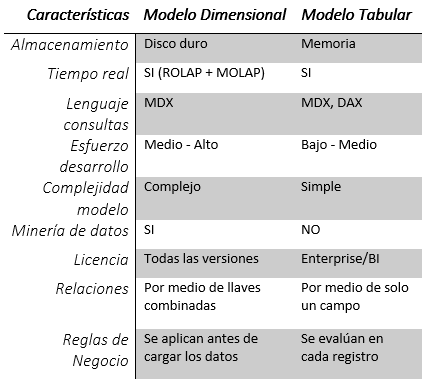 Características Modelo Dimensional Modelo Tabular
Almacenamiento Disco duro Memoria
Tiempo real SI (ROLAP + MOLAP) SI
Lenguaje MDX MDX, DAX
consultas
Esfuerzo Medio - Alto Bajo - Medio
desarrollo
Complejidad Complejo Simple
modelo
Minería de datos SI NO
Licencia Todas las versiones Enterprise/BI
Relaciones Por medio de llaves Por medio de solo
combinadas un campo
Reglas de Se aplican antes de Se evalúan en
Negocio cargar los datos cada registro